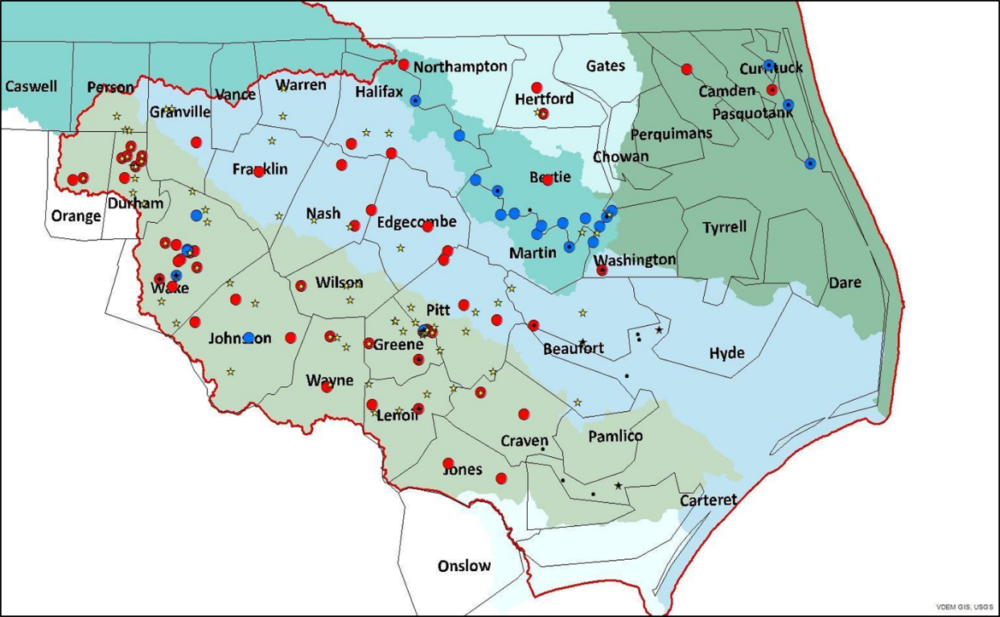 Northampton
Gates
Currituck
Caswell
Person
Warren
Halifax
Vance
Hertford
Camden
Granville
Pasquotank
Perquimans
Chowan
Franklin
Bertie
Durham
Orange
Nash
Edgecombe
Tyrrell
Martin
Washington
Wake
Wilson
Dare
Pitt
Johnston
Greene
Beaufort
Hyde
Wayne
Lenoir
Craven
Pamlico
Jones
Carteret
Onslow
VDEM GIS, USGS